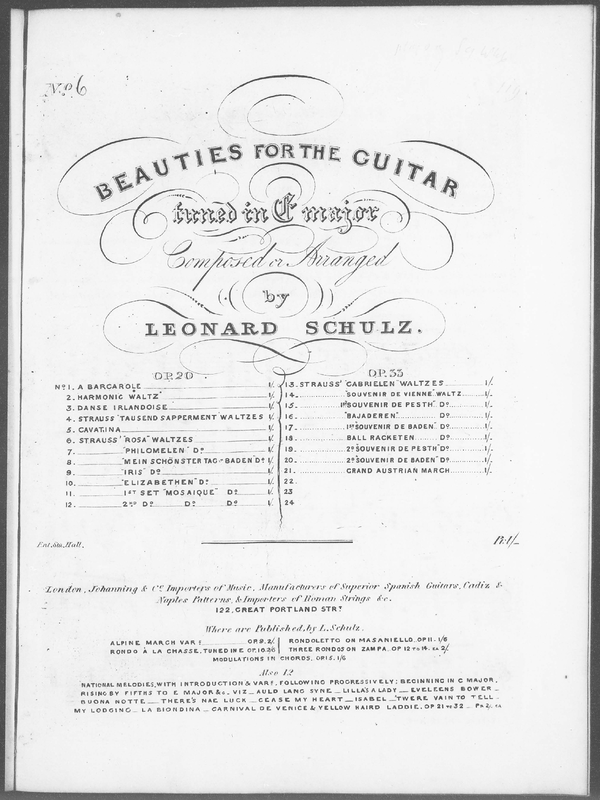 No. 6
BEAUTIES FOR THE GUITAR
tuned in E major
Composed or Arranged
by
LEONARD SCHULZ.
OP. 20
No 1. A BARCAROLE 1/.
2. HARMONIC WALTZ" 1/.
3. DANSE IRLANDOISE 1/.
4. STRAUSS' "TAUSEND SAPPERMENT WALTZES 1/.
5. CAVATINA 1/.
6. STRAUSS' "ROSA" WALTZES 1/.
7. "PHILOMELEN" Do. 1/.
8. "MEIN SCHÖNSTER TAG-BADEN" Do 1/.
9. "IRIS" Do. 1/.
10. "ELIZABETHEN" Do. 1/.
11. 1ST SET "MOSAIQUE" Do. 1/.
12. 2ND Do. Do. Do. 1/.
OP. 33
13. STRAUSS' "GABRIELEN" WALTZES 1/-
14. "SOUVENIR DE VIENNE" WALTZ 1/-
15. "SOUVENIR DE PESTH" Do. 1/-
16. "BAJADEREN" Do. 1/-
17. 1st "SOUVENIR DE BADEN" Do. 1/-
18. BALL RACKETEN Do. 1/-
19. 2d "SOUVENIR DE PESTH" Do. 1/-
20. 2d "SOUVENIR DE BADEN" Do. 1/-
21. GRAND AUSTRIAN MARCH 1/-
22.
23
24
Ent. Sta. Hall.
Pr. 1/-
London, Johanning & Co. Importers of Music, Manufacturers of Superior Spanish Guitars, Cadiz &
Naples Patterns, & Importers of Roman Strings &c.
122, GREAT PORTLAND STRT
Where are Published, by L. Schulz.
ALPINE MARCH VARS OP. 9. 2/.
RONDO À LA CHASSE, TUNED IN E OP. 10. 2/6
RONDOLETTO ON MASANIELLO, OP. 11. 1/6
THREE RONDOS ON ZAMPA, OP 12 TO 14. EA 2/.
MODULATIONS IN CHORDS, OP. 15. 1/6
Also 12
NATIONAL MELODIES, WITH INTRODUCTION & VARS. FOLLOWING PROGRESSIVELY; BEGINNING IN C MAJOR,
RISING BY FIFTHS TO E MAJOR &c. VIZ — AULD LANG SYNE — LILLA'S A LADY — EVELEENS BOWER —
BUONA NOTTE — THERE'S NAE LUCK — CEASE MY HEART — ISABEL — 'TWERE VAIN TO TELL —
MY LODGING — LA BIONDINA — CARNIVAL DE VENICE & YELLOW HAIRD LADDIE. OP 21 TO 32 — PR 2/. EA